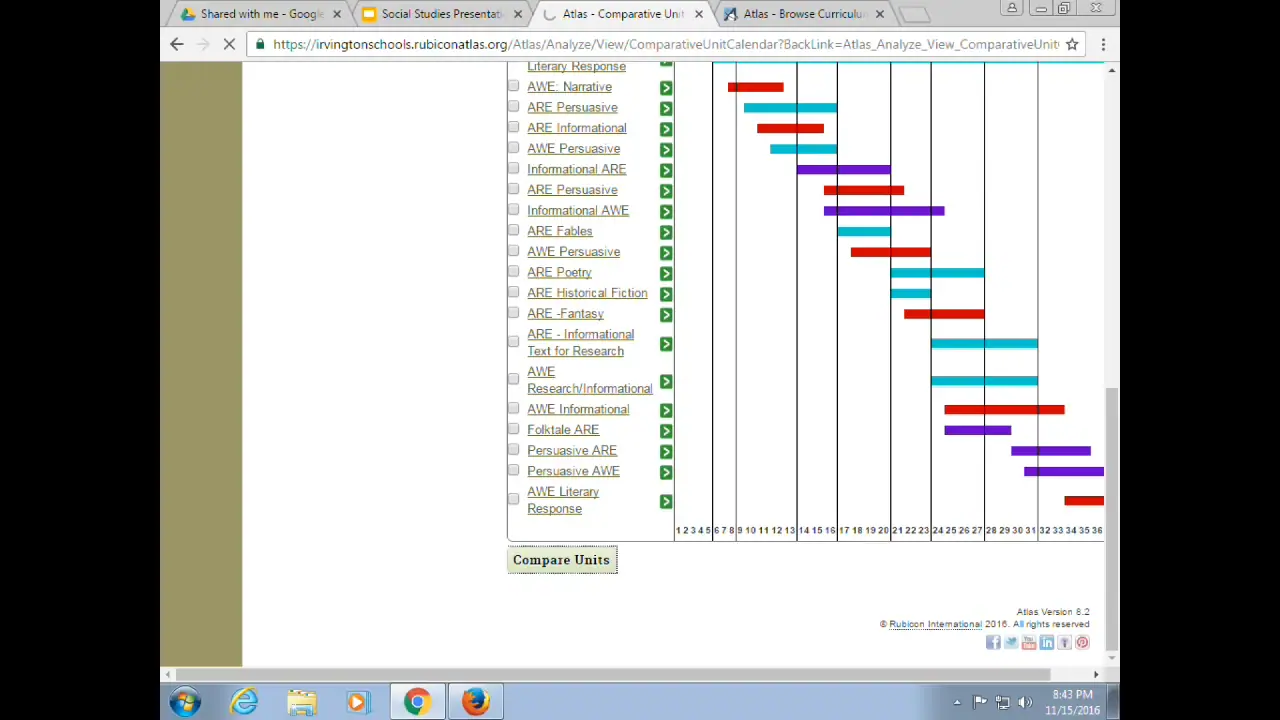 Shared with me - Google
Social Studies Presentati
Atlas - Comparative Unit
Atlas - Browse Curriculu
https://irvingtonschools.rubiconatlas.org/Atlas/Analyze/View/ComparativeUnitCalendar?BackLink=Atlas_Analyze_View_ComparativeUnit
Literary Response
AWE: Narrative
ARE Persuasive
ARE Informational
AWE Persuasive
Informational ARE
ARE Persuasive
Informational AWE
ARE Fables
AWE Persuasive
ARE Poetry
ARE Historical Fiction
ARE -Fantasy
ARE - Informational
Text for Research
AWE
Research/Informational
AWE Informational
Folktale ARE
Persuasive ARE
Persuasive AWE
AWE Literary
Response
1 2 3 4 5 6 7 8 9 10 11 12 13 14 15 16 17 18 19 20 21 22 23 24 25 26 27 28 29 30 31 32 33 34 35 36
Compare Units
Atlas Version 8.2
© Rubicon International 2016. All rights reserved
8:43 PM
11/15/2016